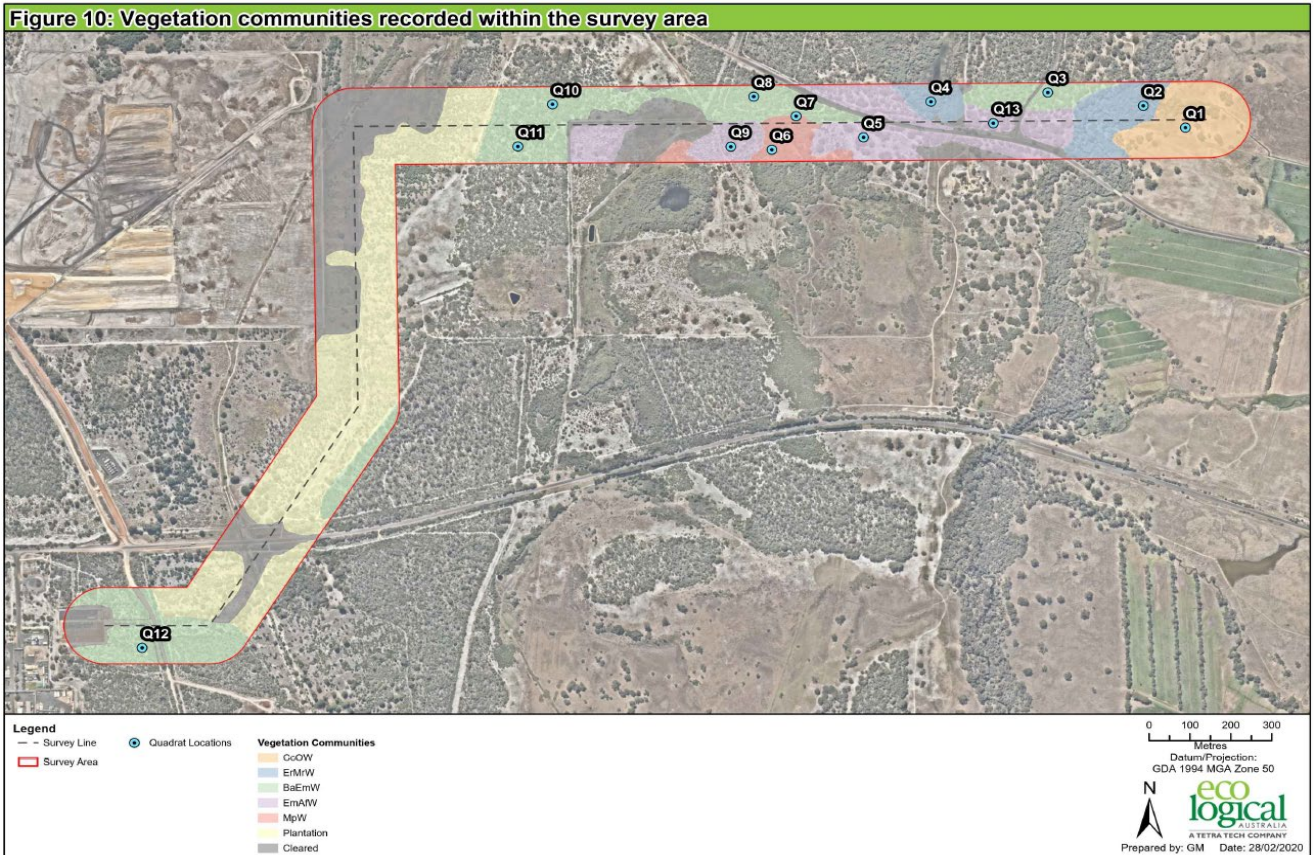 Figure 10: Vegetation communities recorded within the survey area
Q10
Q8
Q7
Q4
Q3
Q2
Q1
Q13
Q11
Q9
Q6
Q5
Q12
Legend
Survey Line
Quadrat Locations
Survey Area
Vegetation Communities
CcOW
ErMrW
BaEmW
EmAfW
MpW
Plantation
Cleared
0 100 200 300
Metres
Datum/Projection:
GDA 1994 MGA Zone 50
N
eco
logical
AUSTRALIA
A TETRA TECH COMPANY
Prepared by: GM Date: 28/02/2020